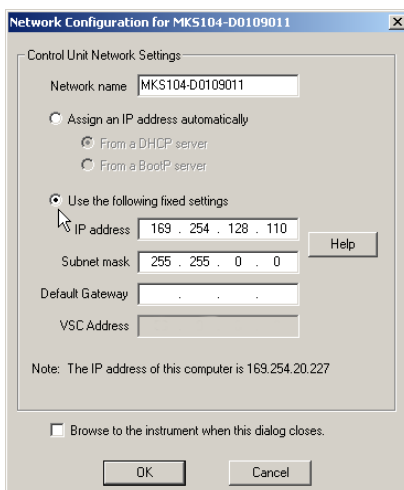 Network Configuration for MKS104-D0109011
Control Unit Network Settings
Network name MKS104-D0109011
Assign an IP address automatically
From a DHCP server
From a BootP server
Use the following fixed settings
IP address 169 . 254 . 128 . 110
Help
Subnet mask 255 . 255 . 0 . 0
Default Gateway . . .
VSC Address
Note: The IP address of this computer is 169.254.20.227
Browse to the instrument when this dialog closes.
OK Cancel